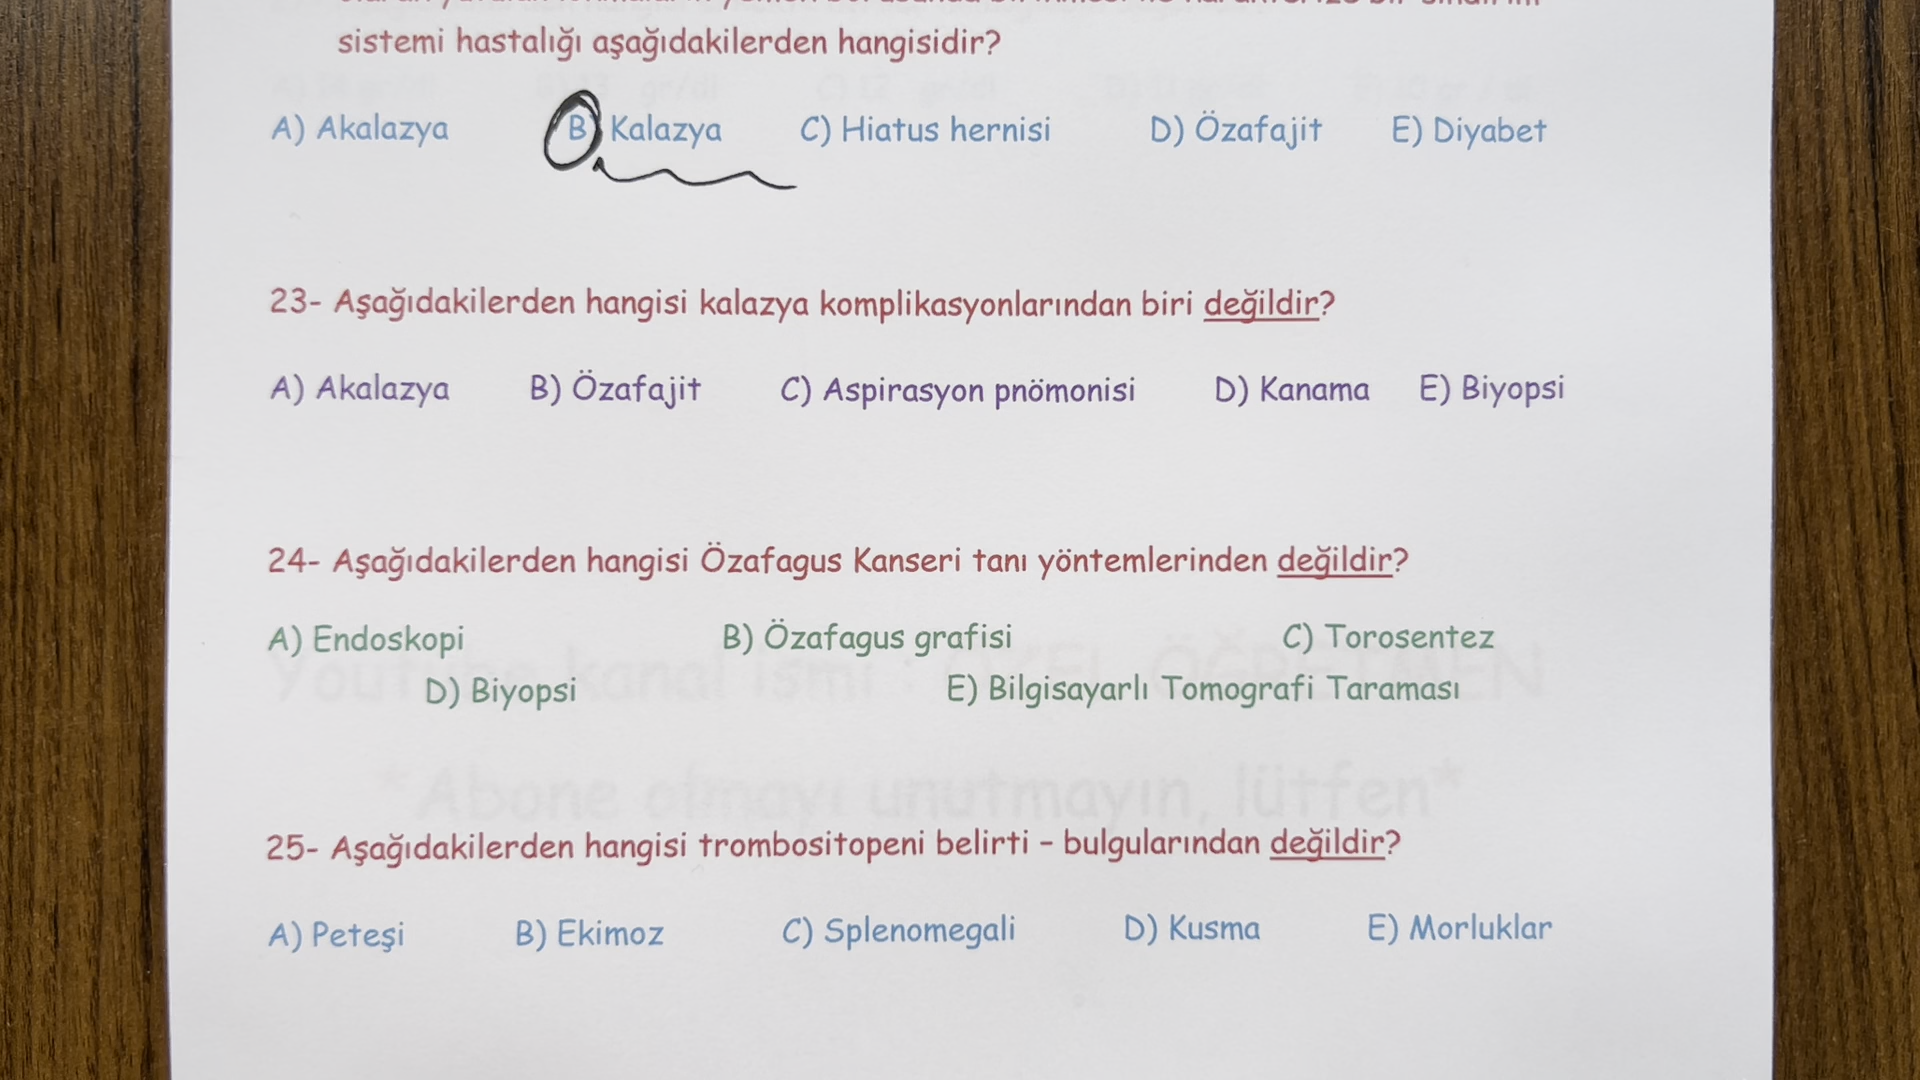 sistemi hastalığı aşağıdakilerden hangisidir?
A) Akalazya B) Kalazya C) Hiatus hernisi D) Özafajit E) Diyabet
23- Aşağıdakilerden hangisi kalazya komplikasyonlarından biri değildir?
A) Akalazya B) Özafajit C) Aspirasyon pnömonisi D) Kanama E) Biyopsi
24- Aşağıdakilerden hangisi Özafagus Kanseri tanı yöntemlerinden değildir?
A) Endoskopi B) Özafagus grafisi C) Torosentez
D) Biyopsi E) Bilgisayarlı Tomografi Taraması
Youtube kanal ismi : ÖZEL ÖĞRETMEN
*Abone olmayı unutmayın, lütfen*
25- Aşağıdakilerden hangisi trombositopeni belirti - bulgularından değildir?
A) Peteşi B) Ekimoz C) Splenomegali D) Kusma E) Morluklar